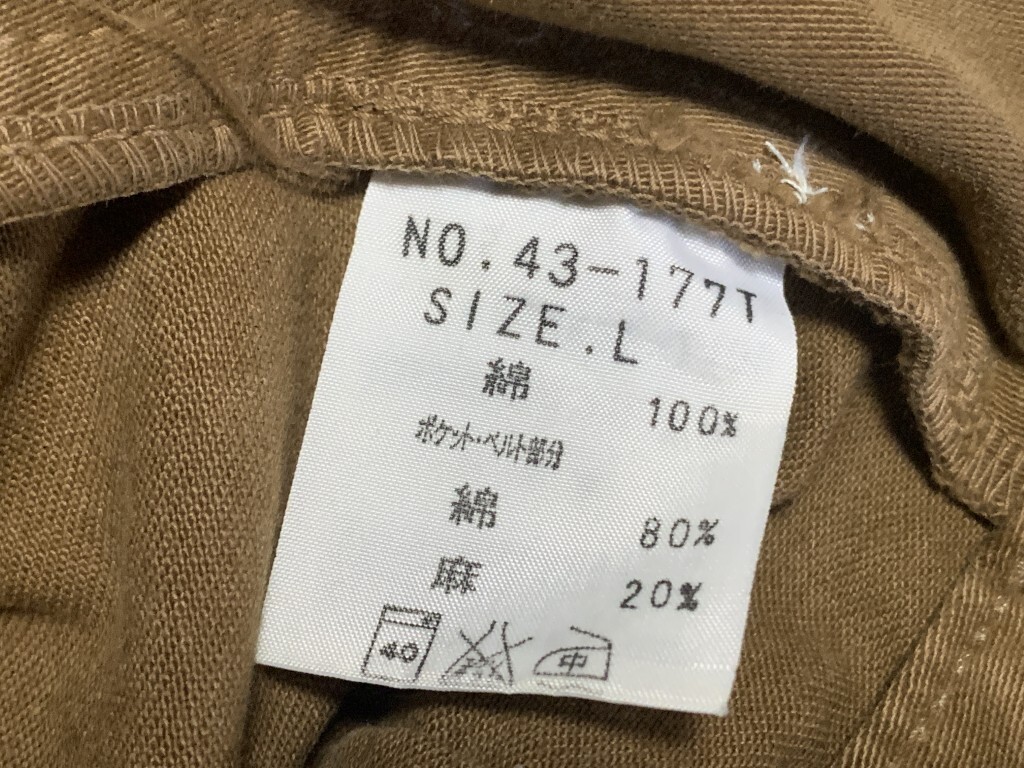 NO.43-177T
SIZE.L
綿 100%
ポケット・ベルト部分
綿 80%
麻 20%
40 中